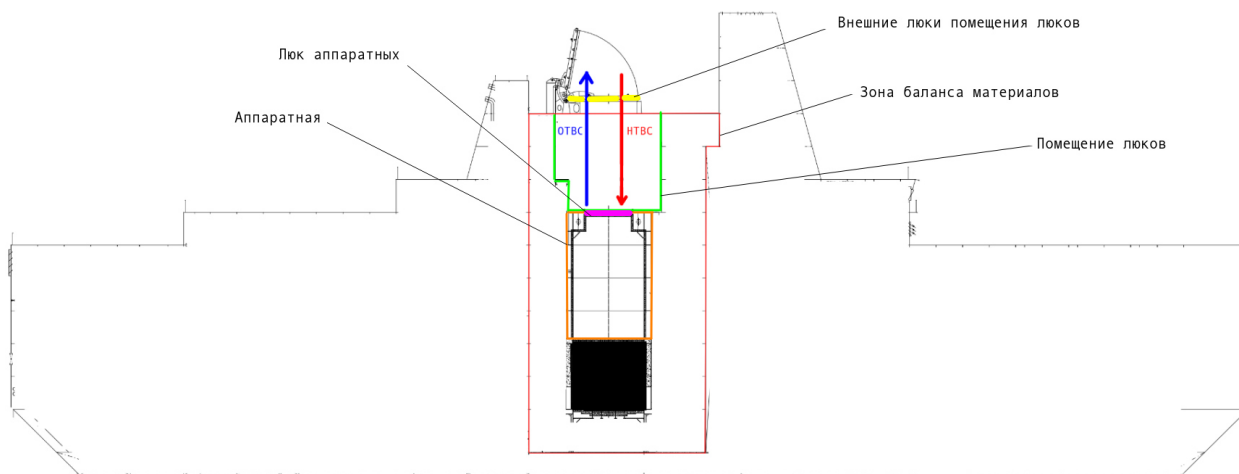 Внешние люки помещения люков
Люк аппаратных
Зона баланса материалов
Аппаратная
ОТВС
НТВС
Помещение люков